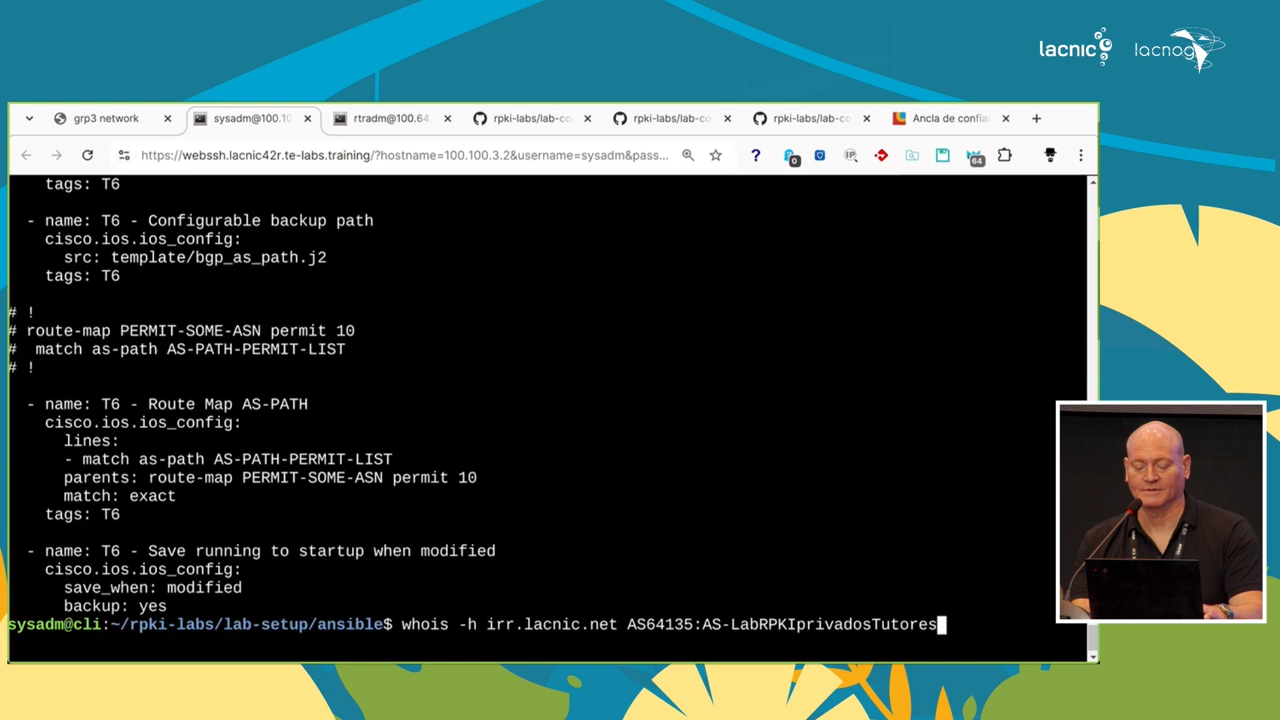 lacnic
lacnog
grp3 network
sysadm@100.10
rtradm@100.64
rpki-labs/lab-co
rpki-labs/lab-co
rpki-labs/lab-co
Ancla de confia
https://webssh.lacnic42r.te-labs.training/?hostname=100.100.3.2&username=sysadm&pass...
0
IP
64
tags: T6
- name: T6 - Configurable backup path
cisco.ios.ios_config:
src: template/bgp_as_path.j2
tags: T6
# !
# route-map PERMIT-SOME-ASN permit 10
#  match as-path AS-PATH-PERMIT-LIST
# !
- name: T6 - Route Map AS-PATH
cisco.ios.ios_config:
lines:
- match as-path AS-PATH-PERMIT-LIST
parents: route-map PERMIT-SOME-ASN permit 10
match: exact
tags: T6
- name: T6 - Save running to startup when modified
cisco.ios.ios_config:
save_when: modified
backup: yes
sysadm@cli:~/rpki-labs/lab-setup/ansible$ whois -h irr.lacnic.net AS64135:AS-LabRPKIprivadosTutores